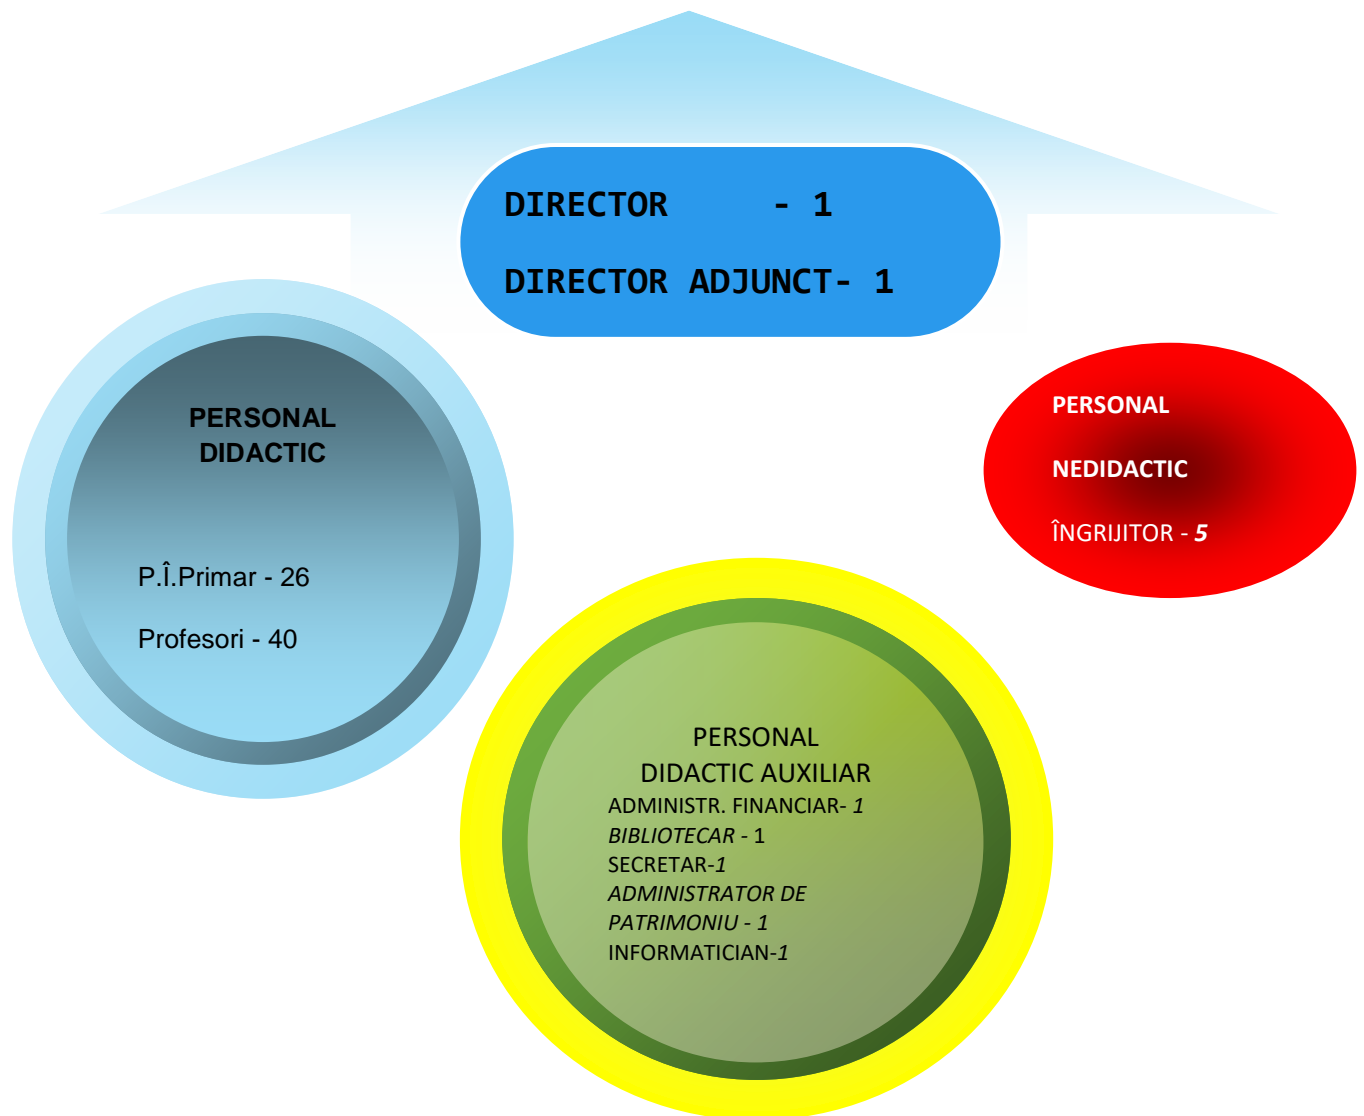 DIRECTOR - 1
DIRECTOR ADJUNCT- 1
PERSONAL
DIDACTIC
P.Î.Primar - 26
Profesori - 40
PERSONAL
NEDIDACTIC
ÎNGRIJITOR - 5
PERSONAL
DIDACTIC AUXILIAR
ADMINISTR. FINANCIAR- 1
BIBLIOTECAR - 1
SECRETAR-1
ADMINISTRATOR DE
PATRIMONIU - 1
INFORMATICIAN-1